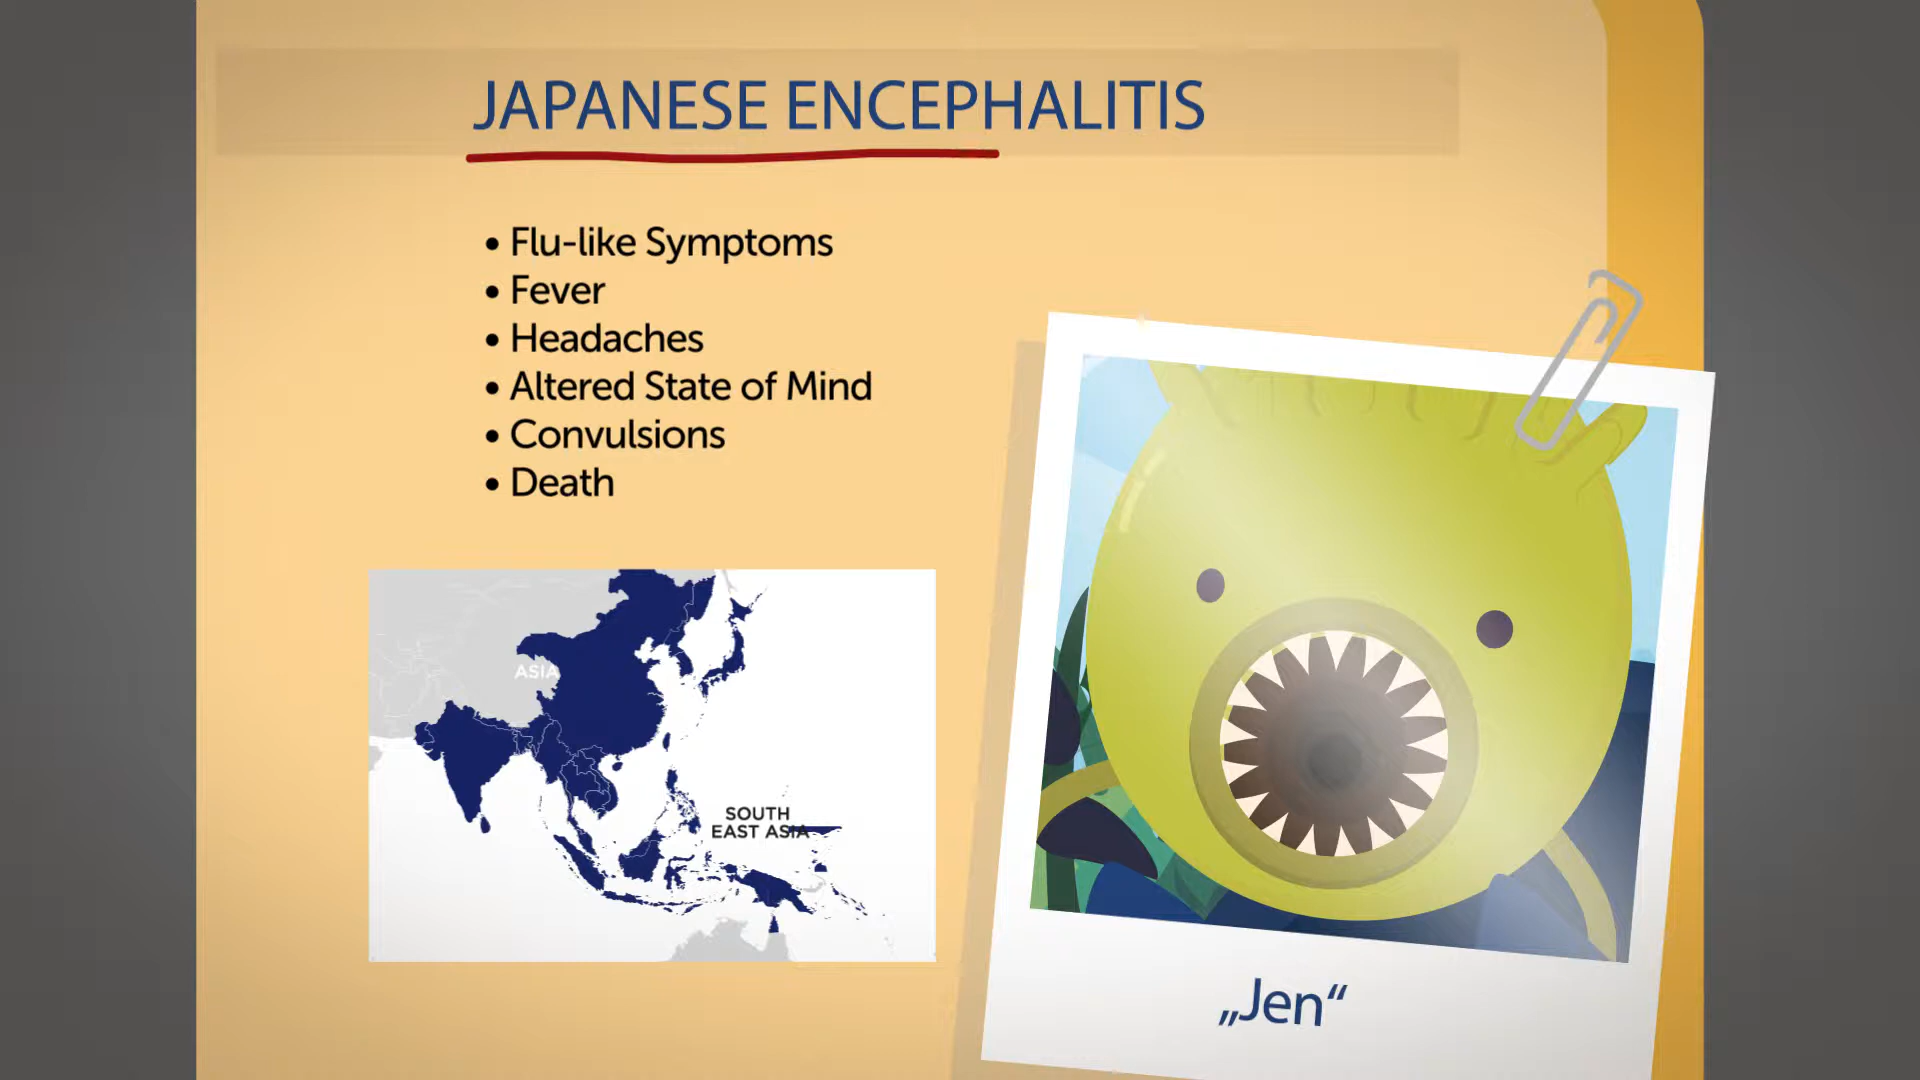 JAPANESE ENCEPHALITIS
• Flu-like Symptoms
• Fever
• Headaches
• Altered State of Mind
• Convulsions
• Death
ASIA
SOUTH
EAST ASIA
„Jen“